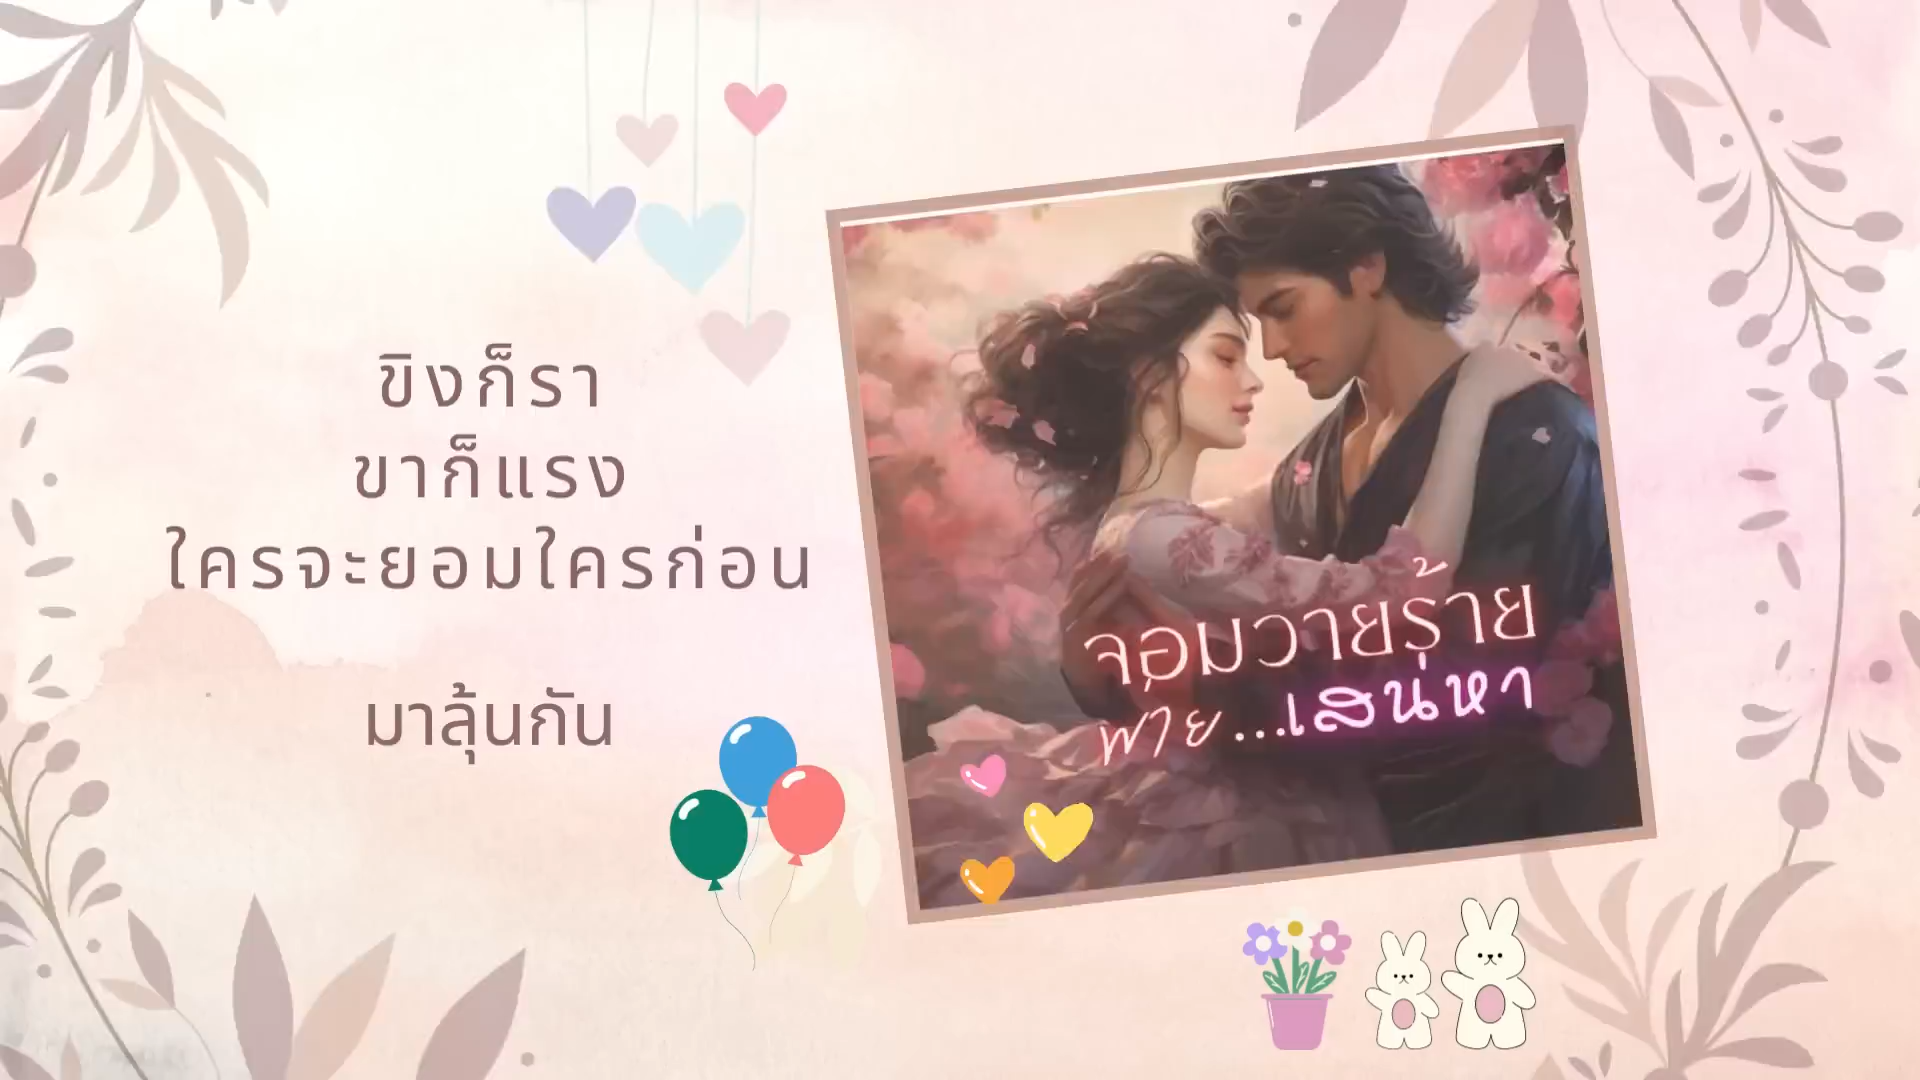 ขิงก็รา
ขาก็แรง
ใครจะยอมใครก่อน
มาลุ้นกัน
จอมวายร้าย
พ่าย...เสน่หา